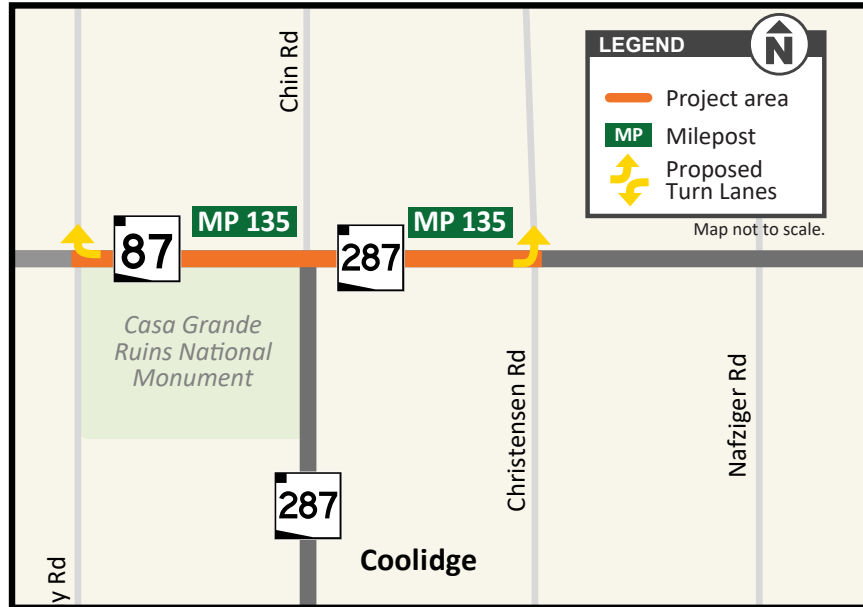 Chin Rd
LEGEND
N
Project area
MP Milepost
Proposed
Turn Lanes
Map not to scale.
MP 135
MP 135
87
287
Casa Grande
Ruins National
Monument
Christensen Rd
Nafziger Rd
287
Coolidge
y Rd